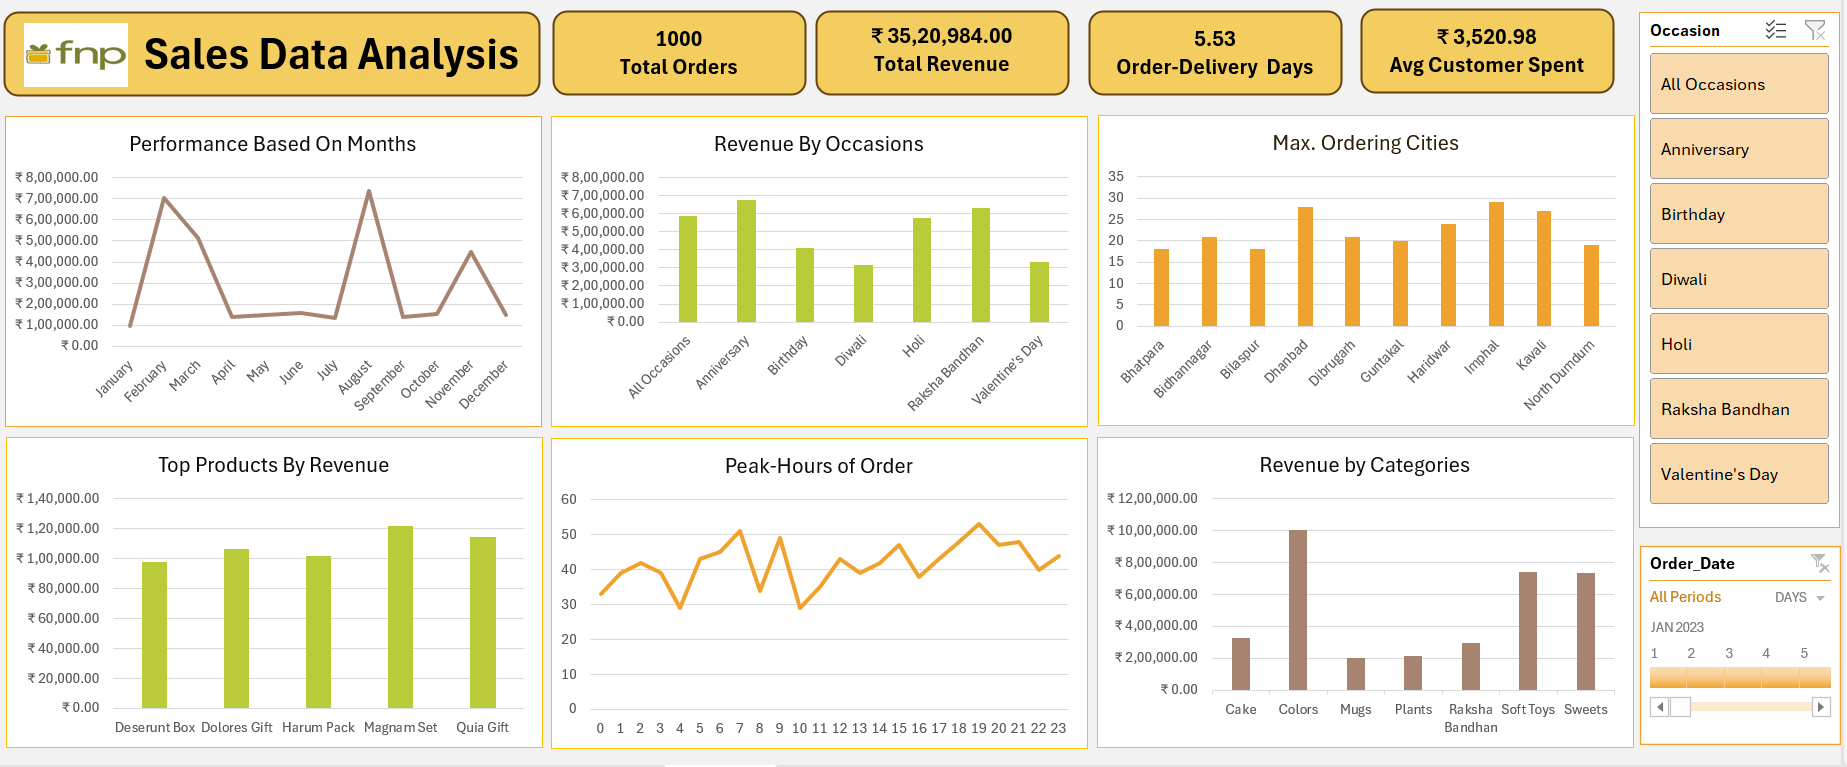 fnp
Sales Data Analysis
1000
Total Orders
₹ 35,20,984.00
Total Revenue
5.53
Order-Delivery Days
₹ 3,520.98
Avg Customer Spent
Performance Based On Months
₹ 8,00,000.00
₹ 7,00,000.00
₹ 6,00,000.00
₹ 5,00,000.00
₹ 4,00,000.00
₹ 3,00,000.00
₹ 2,00,000.00
₹ 1,00,000.00
₹ 0.00
January
February
March
April
May
June
July
August
September
October
November
December
Revenue By Occasions
₹ 8,00,000.00
₹ 7,00,000.00
₹ 6,00,000.00
₹ 5,00,000.00
₹ 4,00,000.00
₹ 3,00,000.00
₹ 2,00,000.00
₹ 1,00,000.00
₹ 0.00
All Occasions
Anniversary
Birthday
Diwali
Holi
Raksha Bandhan
Valentine's Day
Max. Ordering Cities
35
30
25
20
15
10
5
0
Bhatpara
Bidhannagar
Bilaspur
Dhanbad
Dibrugarh
Guntakal
Haridwar
Imphal
Kavali
North Dumdum
Top Products By Revenue
₹ 1,40,000.00
₹ 1,20,000.00
₹ 1,00,000.00
₹ 80,000.00
₹ 60,000.00
₹ 40,000.00
₹ 20,000.00
₹ 0.00
Deserunt Box Dolores Gift Harum Pack Magnam Set Quia Gift
Peak-Hours of Order
60
50
40
30
20
10
0
0 1 2 3 4 5 6 7 8 9 10 11 12 13 14 15 16 17 18 19 20 21 22 23
Revenue by Categories
₹ 12,00,000.00
₹ 10,00,000.00
₹ 8,00,000.00
₹ 6,00,000.00
₹ 4,00,000.00
₹ 2,00,000.00
₹ 0.00
Cake Colors Mugs Plants Raksha Soft Toys Sweets
Bandhan
Occasion
All Occasions
Anniversary
Birthday
Diwali
Holi
Raksha Bandhan
Valentine's Day
Order_Date
All Periods DAYS
JAN 2023
1 2 3 4 5